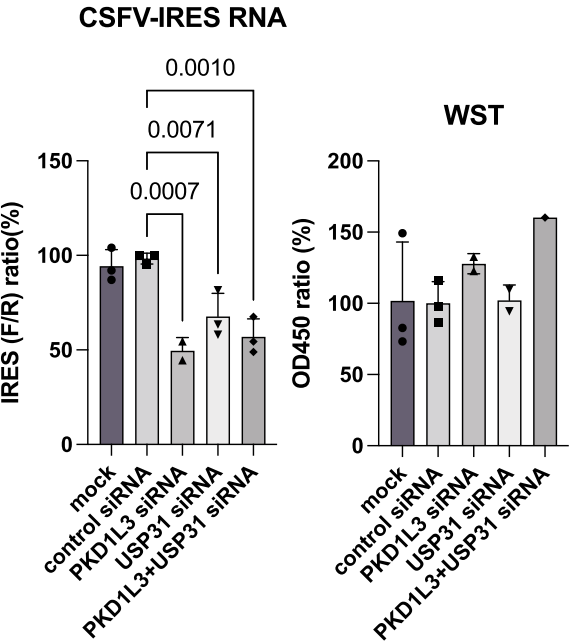 CSFV-IRES RNA
0.0010
0.0071
0.0007
IRES (F/R) ratio(%)
150
100
50
0
mock
control siRNA
PKD1L3 siRNA
USP31 siRNA
PKD1L3+USP31 siRNA
WST
OD450 ratio (%)
200
150
100
50
0
mock
control siRNA
PKD1L3 siRNA
USP31 siRNA
PKD1L3+USP31 siRNA